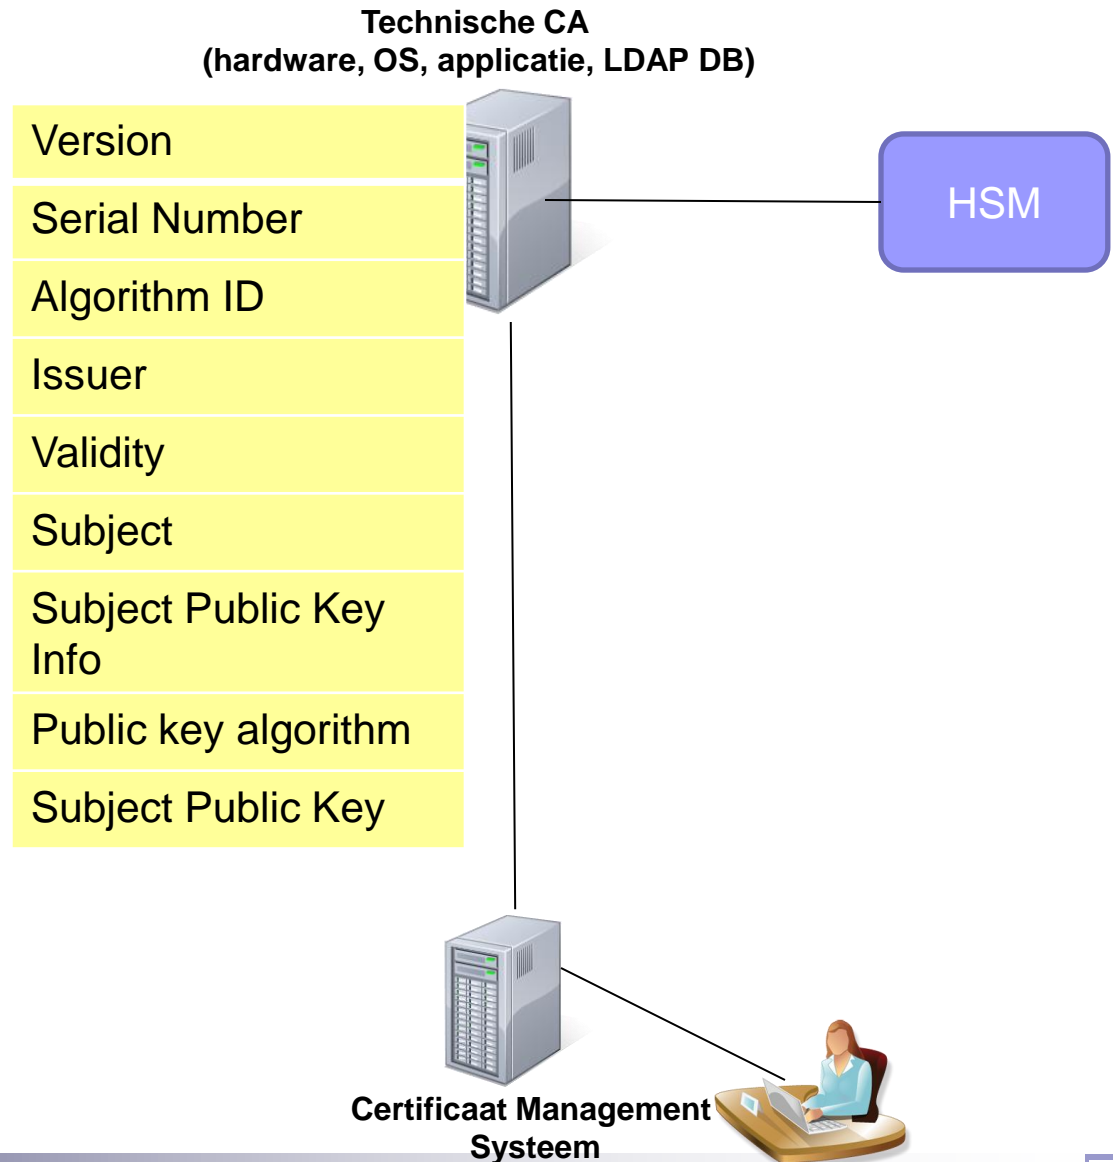 Technische CA
(hardware, OS, applicatie, LDAP DB)
Version
Serial Number
Algorithm ID
Issuer
Validity
Subject
Subject Public Key
Info
Public key algorithm
Subject Public Key
HSM
Certificaat Management
Systeem